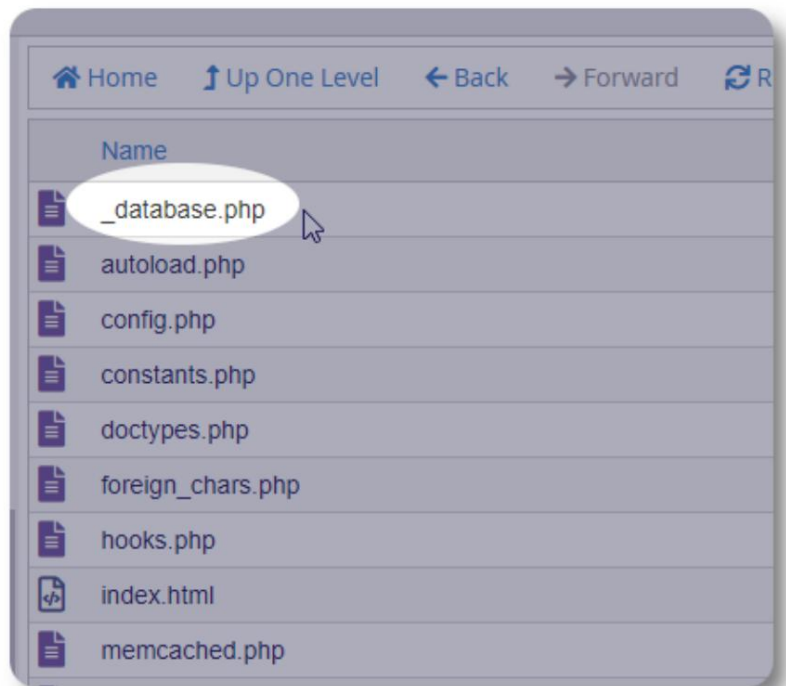 Home Up One Level Back Forward R
Name
_database.php
autoload.php
config.php
constants.php
doctypes.php
foreign_chars.php
hooks.php
index.html
memcached.php